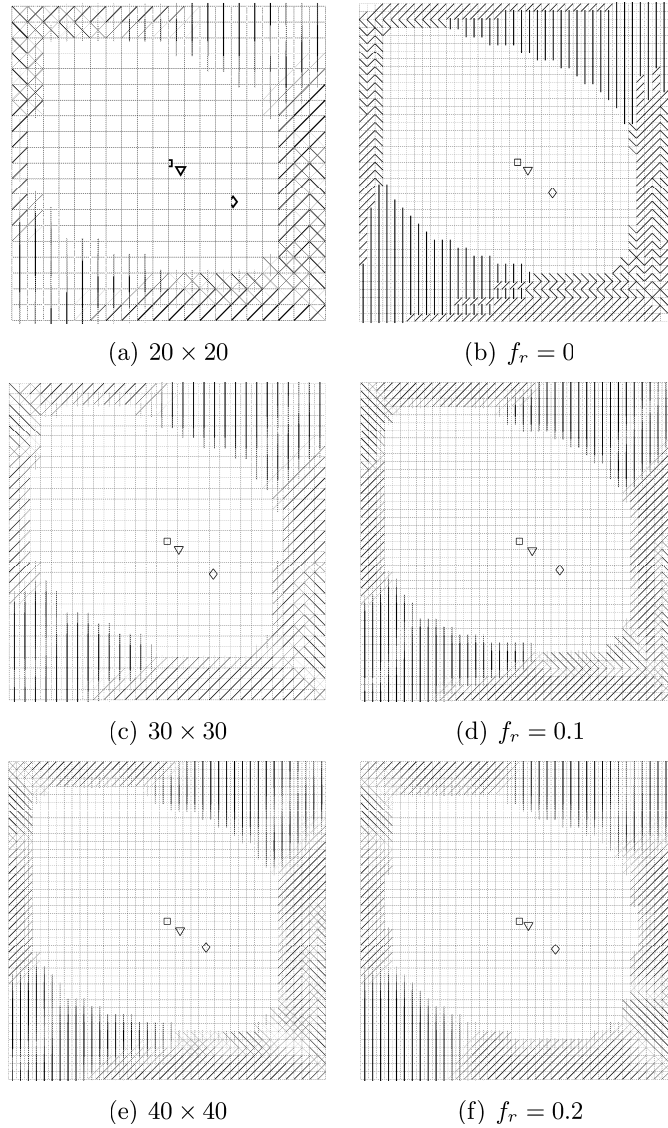 (a) 20 × 20
(b) f_r = 0
(c) 30 × 30
(d) f_r = 0.1
(e) 40 × 40
(f) f_r = 0.2